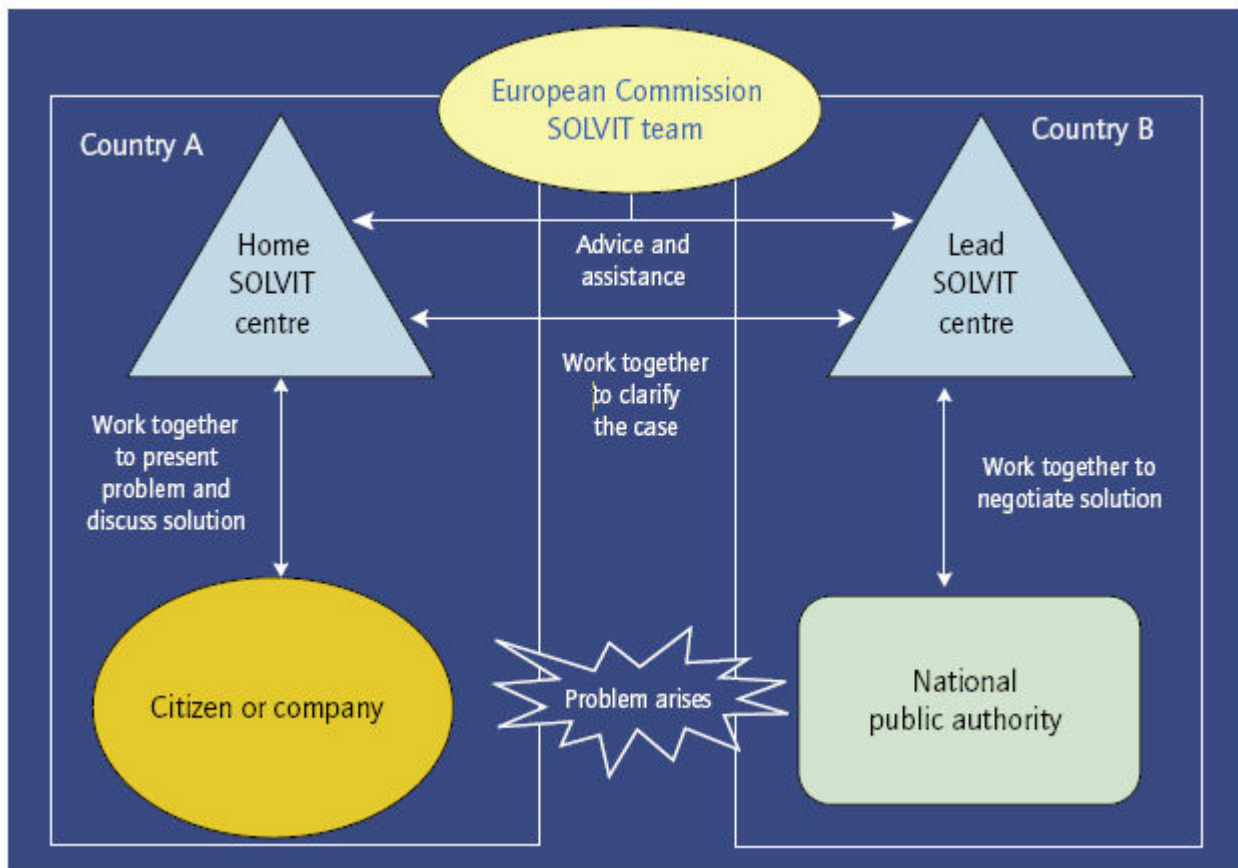 European Commission
SOLVIT team
Country A
Country B
Home
SOLVIT
centre
Advice and
assistance
Lead
SOLVIT
centre
Work together
to clarify
the case
Work together
to present
problem and
discuss solution
Work together to
negotiate solution
Citizen or company
Problem arises
National
public authority